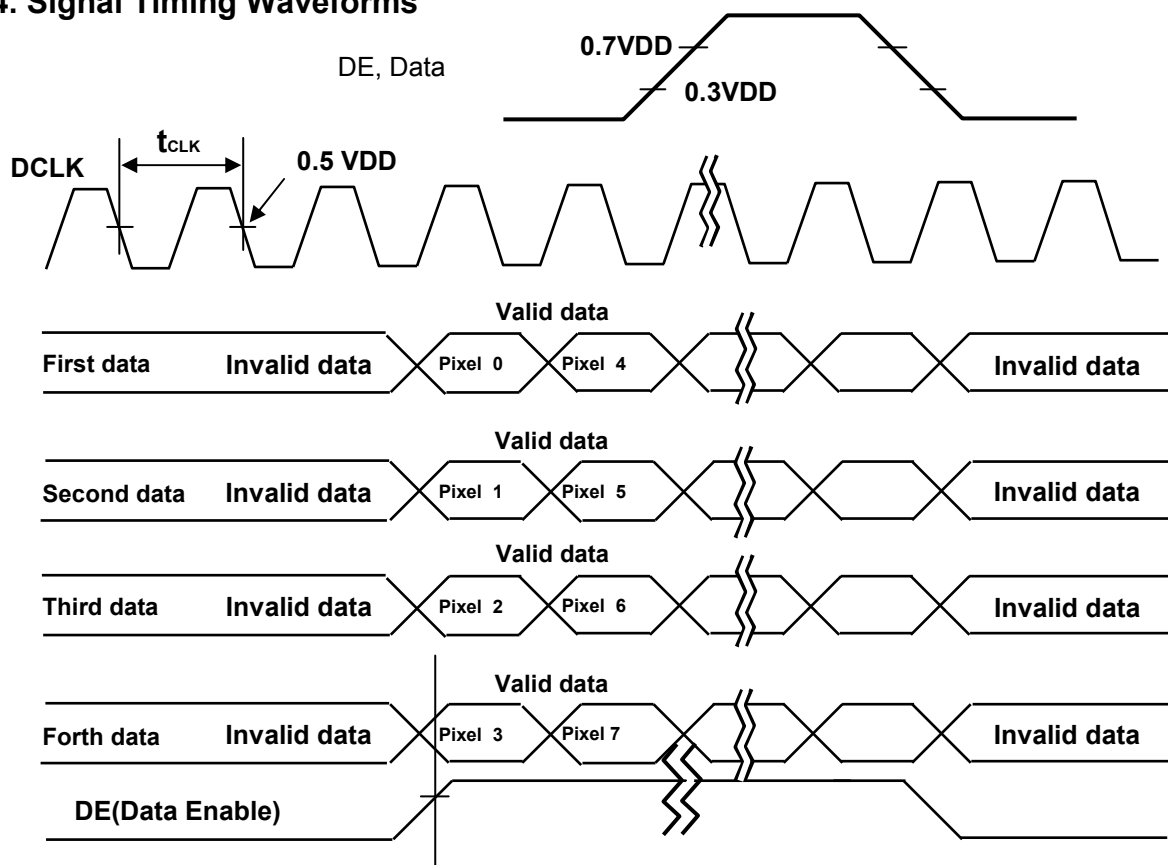 4. Signal Timing Waveforms
0.7VDD
DE, Data
0.3VDD
tCLK
DCLK
0.5 VDD
Valid data
First data Invalid data Pixel 0 Pixel 4 Invalid data
Valid data
Second data Invalid data Pixel 1 Pixel 5 Invalid data
Valid data
Third data Invalid data Pixel 2 Pixel 6 Invalid data
Valid data
Forth data Invalid data Pixel 3 Pixel 7 Invalid data
DE(Data Enable)